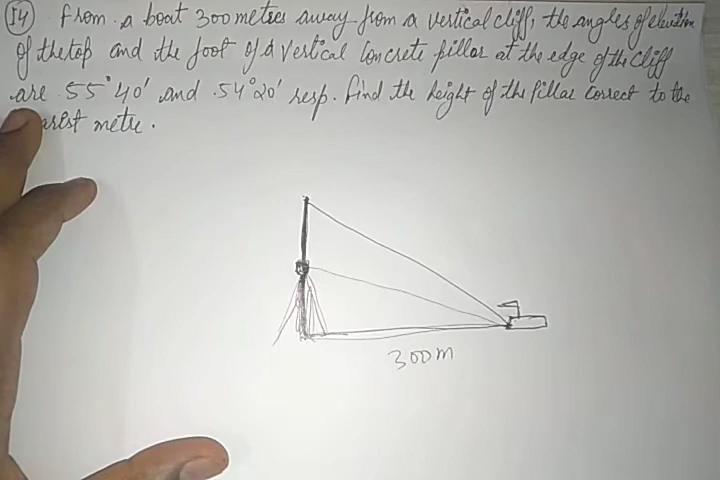 54 from a boat 300 metres away from a vertical cliff, the angles of elevation
of the top and the foot of a vertical concrete pillar at the edge of the cliff
are 55°40' and 54°20' resp. find the height of the pillar correct to the
arest metre.
300m